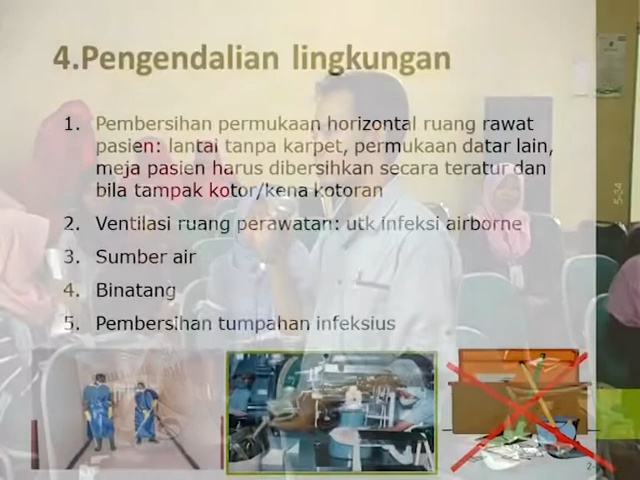 4.Pengendalian lingkungan
1. Pembersihan permukaan horizontal ruang rawat
pasien: lantai tanpa karpet, permukaan datar lain,
meja pasien harus dibersihkan secara teratur dan
bila tampak kotor/kena kotoran
2. Ventilasi ruang perawatan: utk infeksi airborne
3. Sumber air
4. Binatang
5. Pembersihan tumpahan infeksius
5-34